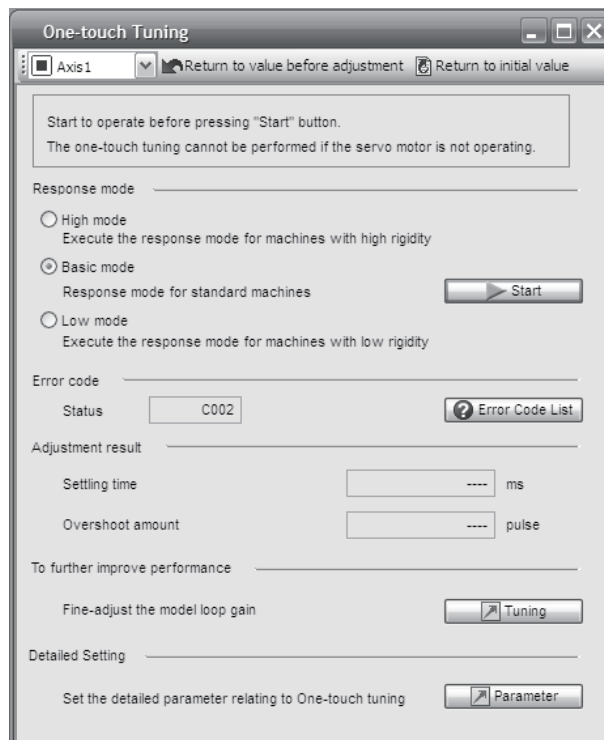 One-touch Tuning
Axis1 Return to value before adjustment Return to initial value
Start to operate before pressing "Start" button.
The one-touch tuning cannot be performed if the servo motor is not operating.
Response mode
High mode
Execute the response mode for machines with high rigidity
Basic mode
Response mode for standard machines Start
Low mode
Execute the response mode for machines with low rigidity
Error code
Status C002 Error Code List
Adjustment result
Settling time ---- ms
Overshoot amount ---- pulse
To further improve performance
Fine-adjust the model loop gain Tuning
Detailed Setting
Set the detailed parameter relating to One-touch tuning Parameter